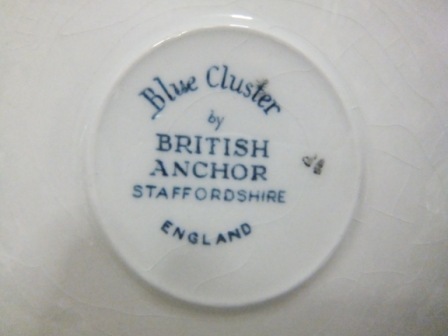 Blue Cluster
by
BRITISH
ANCHOR
STAFFORDSHIRE
ENGLAND